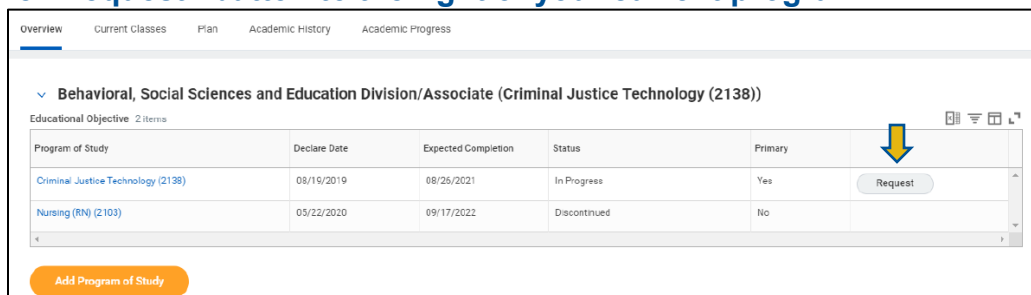 Overview Current Classes Plan Academic History Academic Progress
Behavioral, Social Sciences and Education Division/Associate (Criminal Justice Technology (2138))
Educational Objective 2 items
Program of Study Declare Date Expected Completion Status Primary
Criminal Justice Technology (2138) 08/19/2019 08/26/2021 In Progress Yes Request
Nursing (RN) (2103) 05/22/2020 09/17/2022 Discontinued No
Add Program of Study